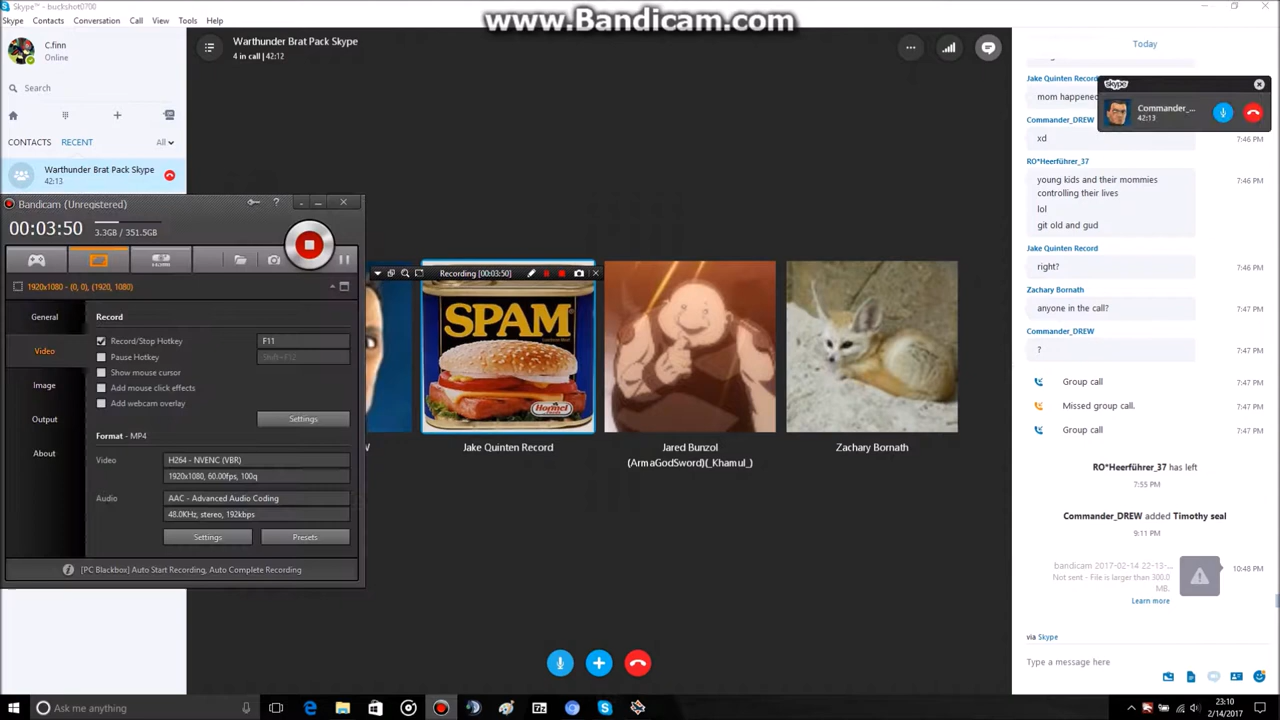 www.Bandicam.com
Skype™ - buckshot0700
Skype Contacts Conversation Call View Tools Help
C.finn
Online
Search
CONTACTS RECENT All
Warthunder Brat Pack Skype
42:13
Warthunder Brat Pack Skype
4 in call | 42:12
Bandicam (Unregistered)
00:03:50
3.3GB / 351.5GB
1920x1080 - (0, 0), (1920, 1080)
General
Video
Image
Output
About
Record
Record/Stop Hotkey F11
Pause Hotkey Shift+F12
Show mouse cursor
Add mouse click effects
Add webcam overlay
Settings
Format - MP4
Video H264 - NVENC (VBR)
1920x1080, 60.00fps, 100q
Audio AAC - Advanced Audio Coding
48.0KHz, stereo, 192kbps
Settings Presets
[PC Blackbox] Auto Start Recording, Auto Complete Recording
Recording [00:03:50]
SPAM
Hormel
W
Jake Quinten Record
Jared Bunzol
(ArmaGodSword)(_Khamul_)
Zachary Bornath
Today
Jake Quinten Record
mom happened
skype
Commander_...
42:13
Commander_DREW
xd 7:46 PM
RO*Heerführer_37
young kids and their mommies 7:46 PM
controlling their lives
lol
git old and gud
Jake Quinten Record
right? 7:46 PM
Zachary Bornath
anyone in the call? 7:47 PM
Commander_DREW
? 7:47 PM
Group call 7:47 PM
Missed group call. 7:47 PM
Group call 7:47 PM
RO*Heerführer_37 has left
7:55 PM
Commander_DREW added Timothy seal
9:11 PM
bandicam 2017-02-14 22-13-... 10:48 PM
Not sent - File is larger than 300.0
MB.
Learn more
via Skype
Type a message here
Ask me anything
23:10
2/14/2017